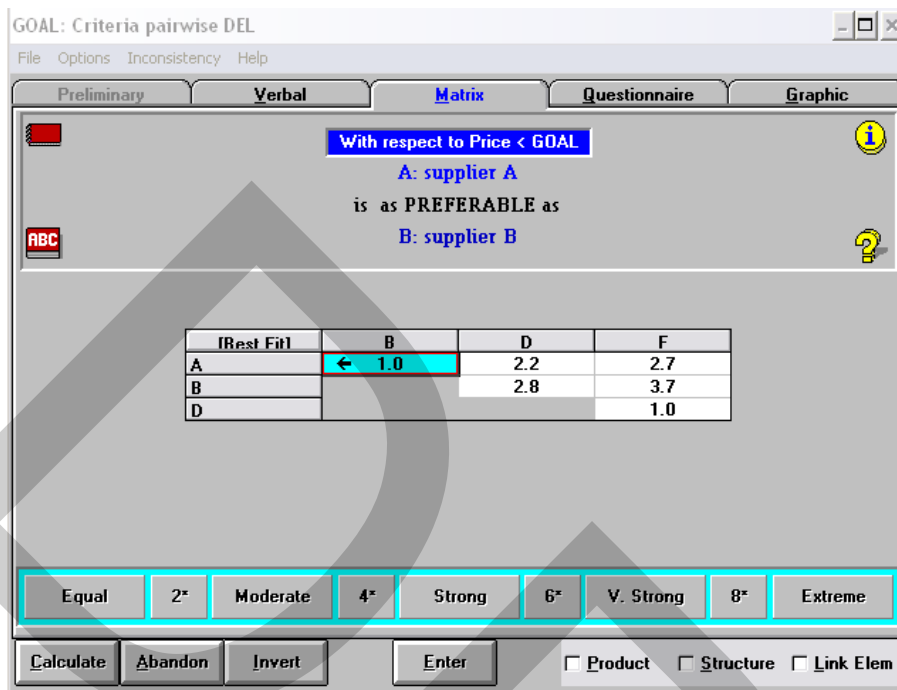 GOAL: Criteria pairwise DEL
File Options Inconsistency Help
Preliminary Verbal Matrix Questionnaire Graphic
With respect to Price < GOAL
i
A: supplier A
is as PREFERABLE as
ABC
B: supplier B
?
[Best Fit] B D F
A ← 1.0 2.2 2.7
B 2.8 3.7
D 1.0
Equal 2* Moderate 4* Strong 6* V. Strong 8* Extreme
Calculate Abandon Invert Enter Product Structure Link Elem